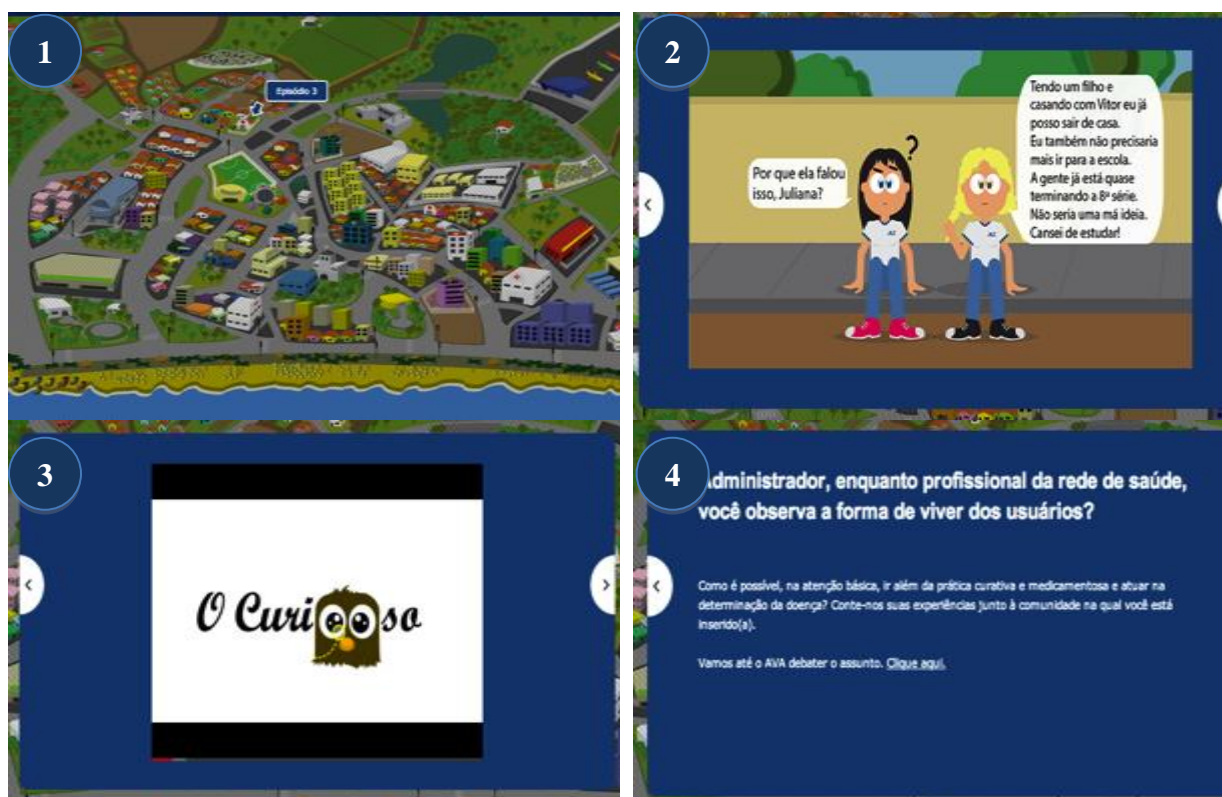 1
Episódio 3
2
Por que ela falou
isso, Juliana?
Tendo um filho e
casando com Vitor eu já
posso sair de casa.
Eu também não precisaria
mais ir para a escola.
A gente já está quase
terminando a 8ª série.
Não seria uma má ideia.
Cansei de estudar!
3
O Curioso
4
dministrador, enquanto profissional da rede de saúde,
você observa a forma de viver dos usuários?
Como é possível, na atenção básica, ir além da prática curativa e medicamentosa e atuar na
determinação da doença? Conte-nos suas experiências junto à comunidade na qual você está
inserido(a).
Vamos até o AVA debater o assunto. Clique aqui.